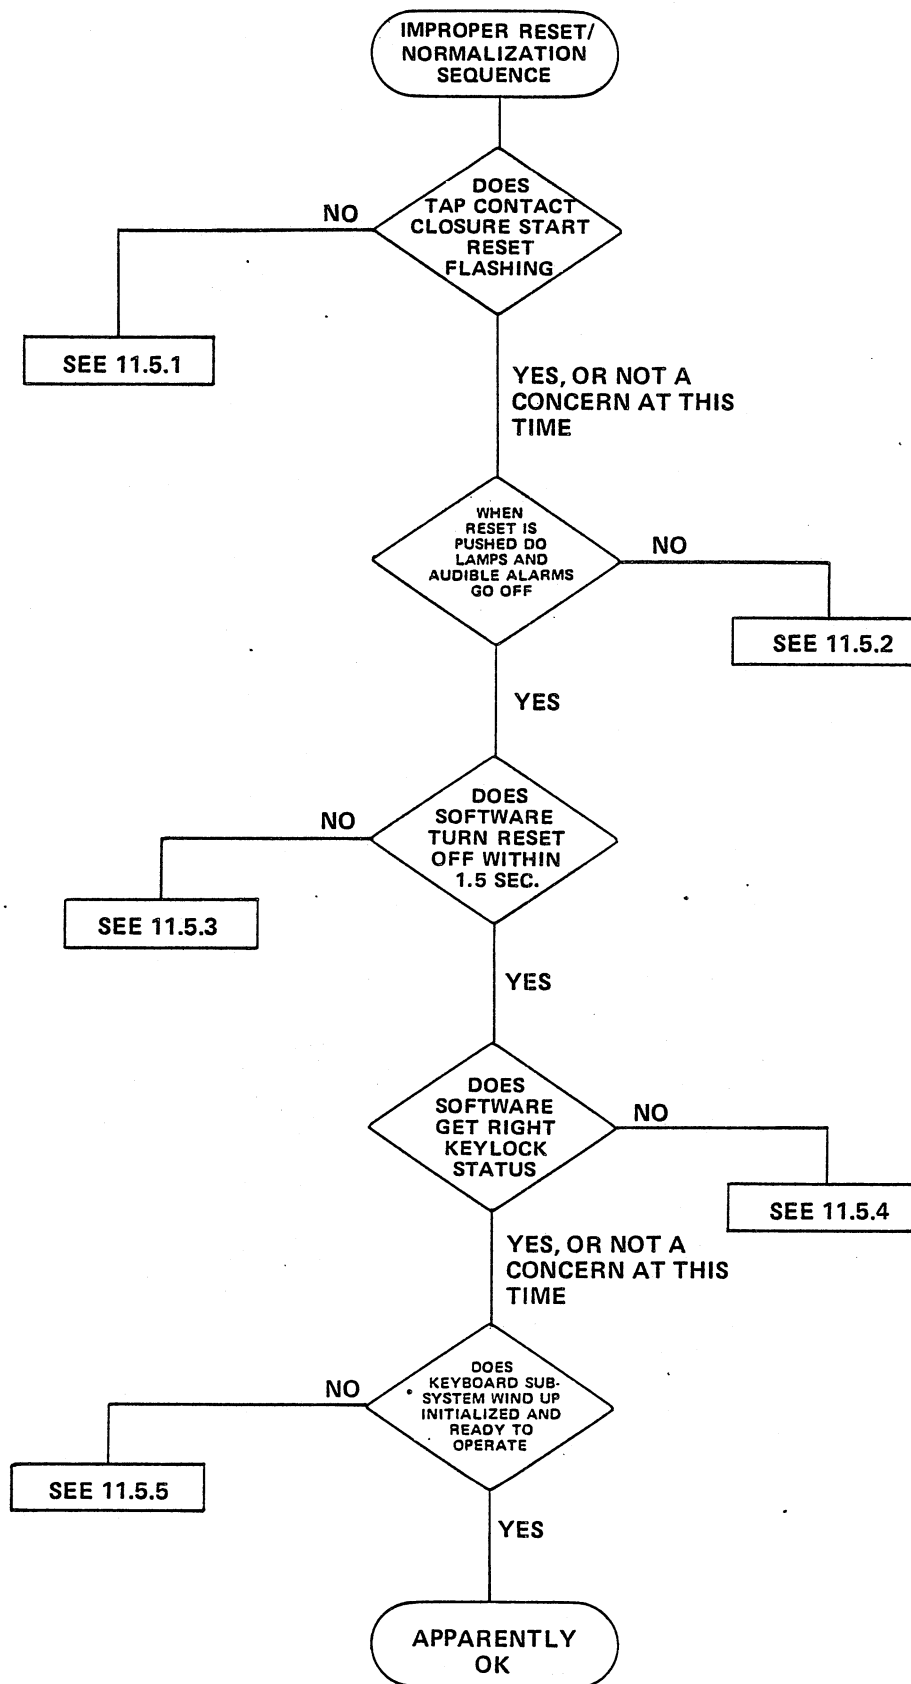 IMPROPER RESET/
NORMALIZATION
SEQUENCE
DOES
TAP CONTACT
CLOSURE START
RESET
FLASHING
NO
SEE 11.5.1
YES, OR NOT A
CONCERN AT THIS
TIME
WHEN
RESET IS
PUSHED DO
LAMPS AND
AUDIBLE ALARMS
GO OFF
NO
SEE 11.5.2
YES
DOES
SOFTWARE
TURN RESET
OFF WITHIN
1.5 SEC.
NO
SEE 11.5.3
YES
DOES
SOFTWARE
GET RIGHT
KEYLOCK
STATUS
NO
SEE 11.5.4
YES, OR NOT A
CONCERN AT THIS
TIME
DOES
KEYBOARD SUB-
SYSTEM WIND UP
INITIALIZED AND
READY TO
OPERATE
NO
SEE 11.5.5
YES
APPARENTLY
OK